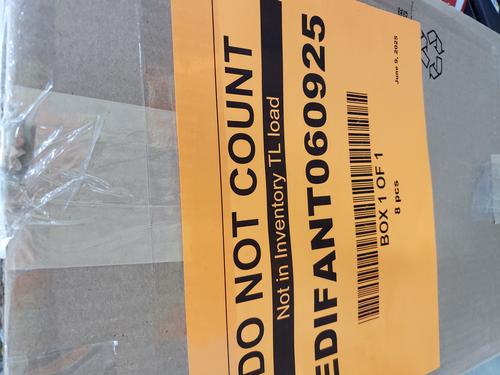 DO NOT COUNT
Not in Inventory TL load
EDIFANT060925
BOX 1 OF 1
8 pcs
June 9, 2025